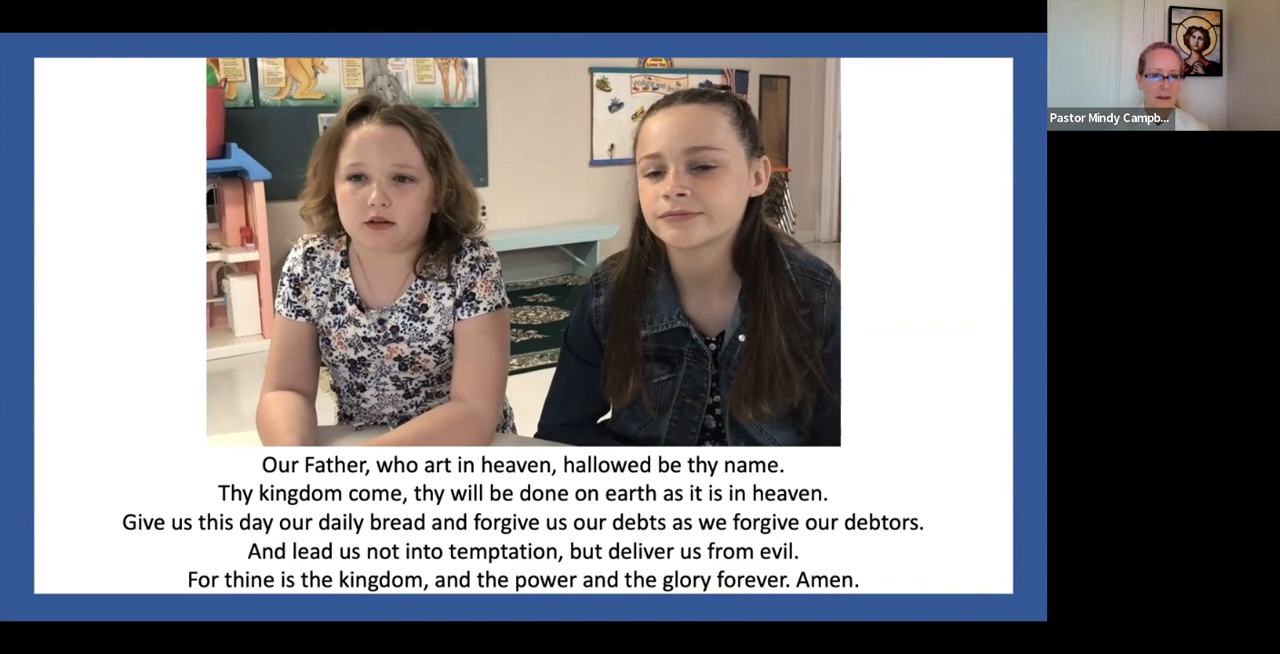 Our Father, who art in heaven, hallowed be thy name.
Thy kingdom come, thy will be done on earth as it is in heaven.
Give us this day our daily bread and forgive us our debts as we forgive our debtors.
And lead us not into temptation, but deliver us from evil.
For thine is the kingdom, and the power and the glory forever. Amen.
Pastor Mindy Campb...